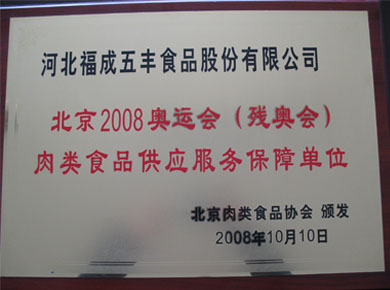 河北福成五丰食品股份有限公司
北京2008奥运会（残奥会）
肉类食品供应服务保障单位
北京肉类食品协会 颁发
2008年10月10日